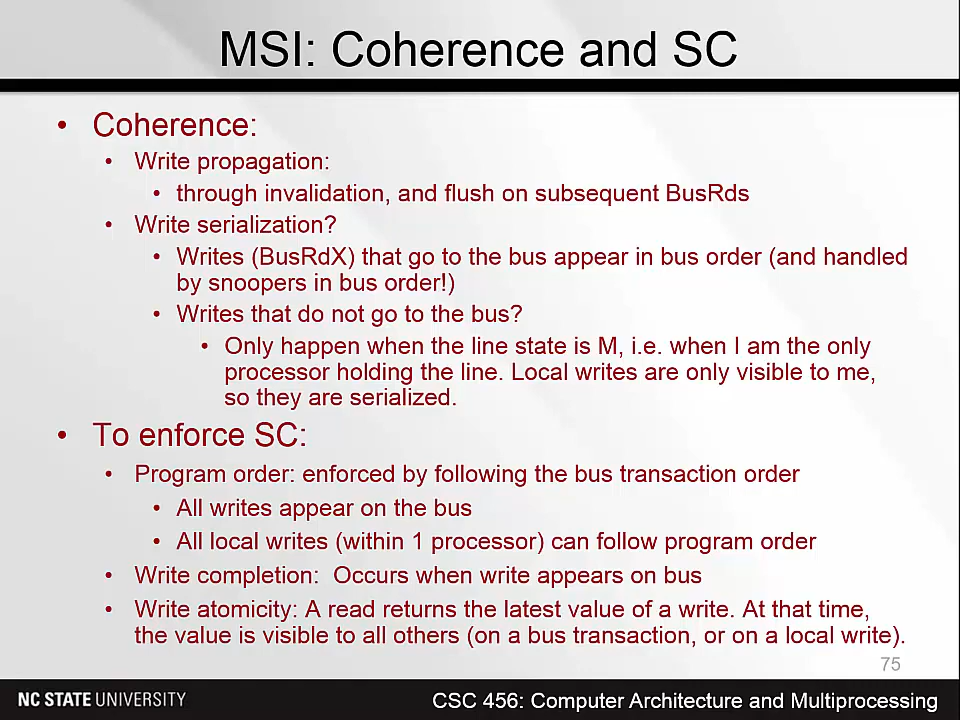 MSI: Coherence and SC
• Coherence:
• Write propagation:
• through invalidation, and flush on subsequent BusRds
• Write serialization?
• Writes (BusRdX) that go to the bus appear in bus order (and handled
by snoopers in bus order!)
• Writes that do not go to the bus?
• Only happen when the line state is M, i.e. when I am the only
processor holding the line. Local writes are only visible to me,
so they are serialized.
• To enforce SC:
• Program order: enforced by following the bus transaction order
• All writes appear on the bus
• All local writes (within 1 processor) can follow program order
• Write completion: Occurs when write appears on bus
• Write atomicity: A read returns the latest value of a write. At that time,
the value is visible to all others (on a bus transaction, or on a local write).
75
NC STATE UNIVERSITY
CSC 456: Computer Architecture and Multiprocessing